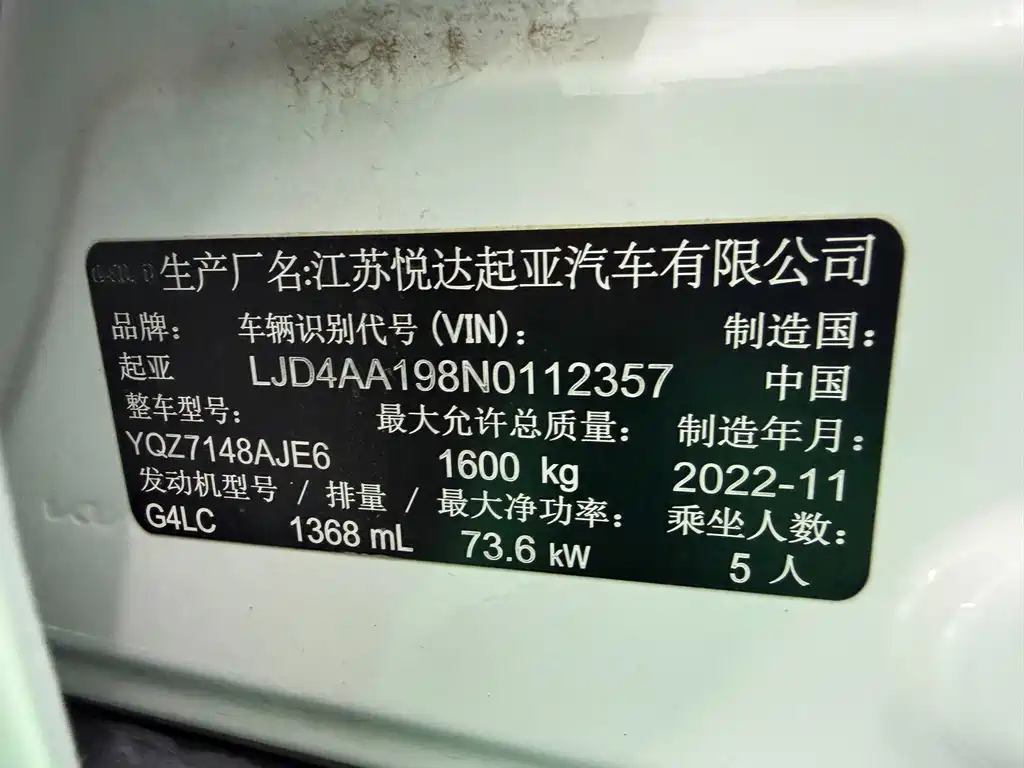 生产厂名:江苏悦达起亚汽车有限公司
品牌: 车辆识别代号 (VIN): 制造国:
起亚 LJD4AA198N0112357 中国
整车型号: 最大允许总质量: 制造年月:
YQZ7148AJE6 1600 kg 2022-11
发动机型号 / 排量 / 最大净功率: 乘坐人数:
G4LC 1368 mL 73.6 kW 5 人